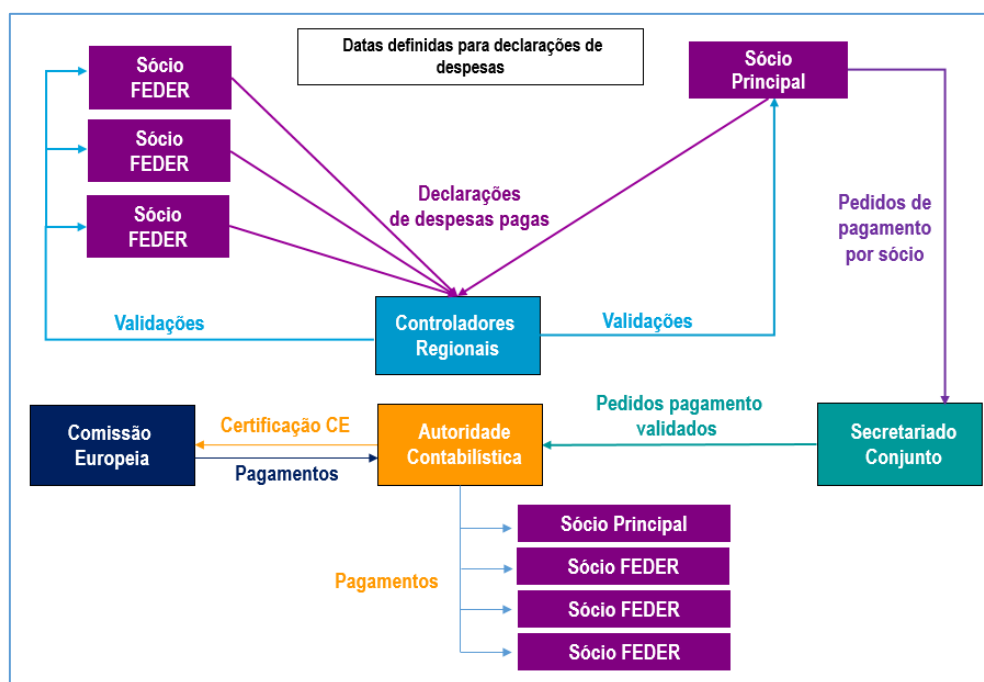 Sócio
FEDER
Datas definidas para declarações de
despesas
Sócio
Principal
Sócio
FEDER
Sócio
FEDER
Declarações
de despesas pagas
Pedidos de
pagamento
por sócio
Validações
Controladores
Regionais
Validações
Comissão
Europeia
Certificação CE
Pagamentos
Autoridade
Contabilística
Pedidos pagamento
validados
Secretariado
Conjunto
Pagamentos
Sócio Principal
Sócio FEDER
Sócio FEDER
Sócio FEDER